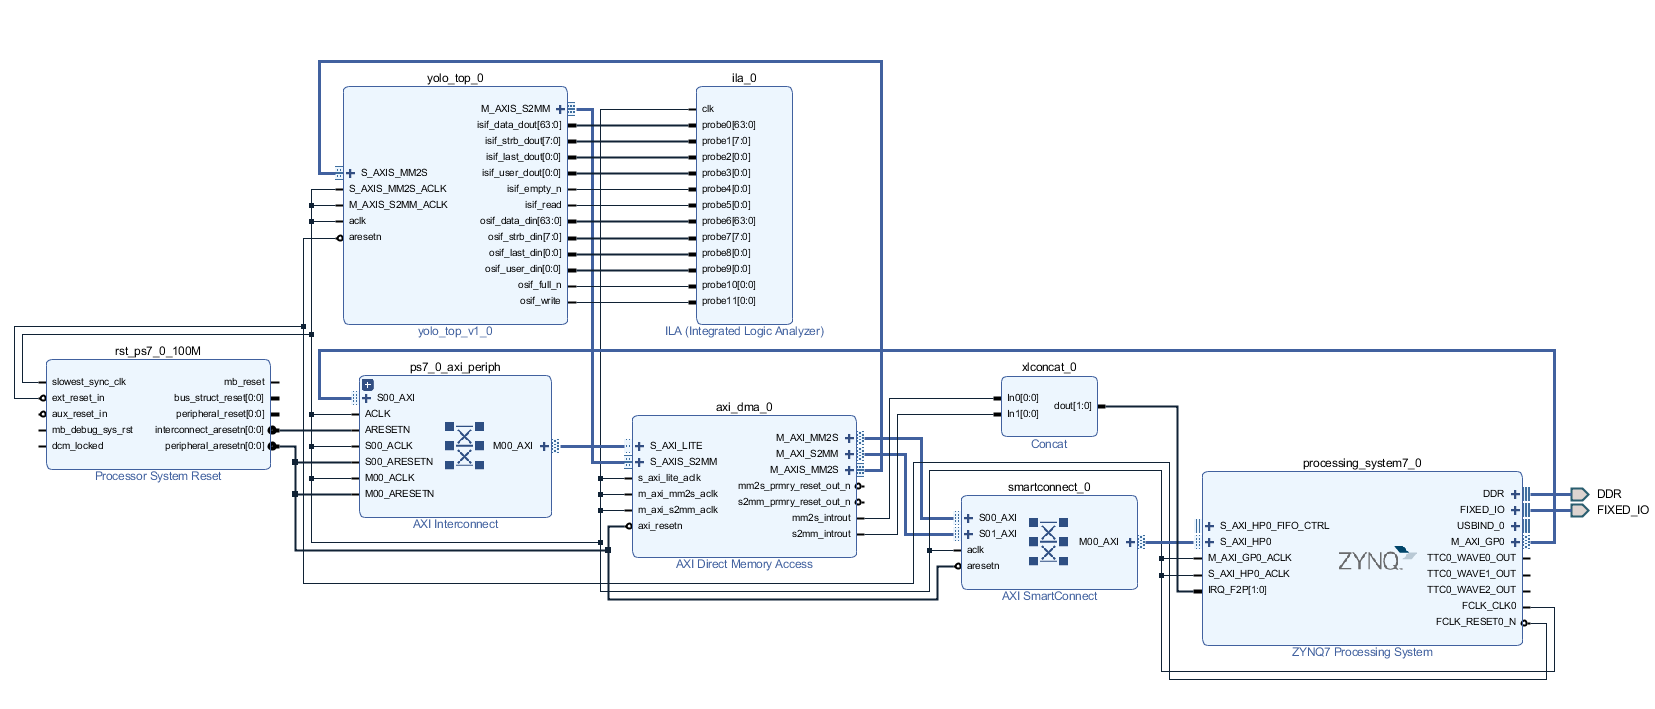 yolo_top_0
M_AXIS_S2MM
isif_data_dout[63:0]
isif_strb_dout[7:0]
isif_last_dout[0:0]
isif_user_dout[0:0]
S_AXIS_MM2S
S_AXIS_MM2S_ACLK
isif_empty_n
M_AXIS_S2MM_ACLK
isif_read
aclk
osif_data_din[63:0]
aresetn
osif_strb_din[7:0]
osif_last_din[0:0]
osif_user_din[0:0]
osif_full_n
osif_write
yolo_top_v1_0
ila_0
clk
probe0[63:0]
probe1[7:0]
probe2[0:0]
probe3[0:0]
probe4[0:0]
probe5[0:0]
probe6[63:0]
probe7[7:0]
probe8[0:0]
probe9[0:0]
probe10[0:0]
probe11[0:0]
ILA (Integrated Logic Analyzer)
rst_ps7_0_100M
slowest_sync_clk
mb_reset
ext_reset_in
bus_struct_reset[0:0]
aux_reset_in
peripheral_reset[0:0]
mb_debug_sys_rst
interconnect_aresetn[0:0]
dcm_locked
peripheral_aresetn[0:0]
Processor System Reset
ps7_0_axi_periph
S00_AXI
ACLK
ARESETN
S00_ACLK
M00_AXI
S00_ARESETN
M00_ACLK
M00_ARESETN
AXI Interconnect
axi_dma_0
M_AXI_MM2S
S_AXI_LITE
M_AXI_S2MM
S_AXIS_S2MM
M_AXIS_MM2S
s_axi_lite_aclk
mm2s_prmry_reset_out_n
m_axi_mm2s_aclk
s2mm_prmry_reset_out_n
m_axi_s2mm_aclk
mm2s_introut
axi_resetn
s2mm_introut
AXI Direct Memory Access
xlconcat_0
In0[0:0]
dout[1:0]
In1[0:0]
Concat
smartconnect_0
S00_AXI
S01_AXI
M00_AXI
aclk
aresetn
AXI SmartConnect
processing_system7_0
DDR
FIXED_IO
S_AXI_HP0_FIFO_CTRL
USBIND_0
S_AXI_HP0
M_AXI_GP0
M_AXI_GP0_ACLK
TTC0_WAVE0_OUT
S_AXI_HP0_ACLK
TTC0_WAVE1_OUT
IRQ_F2P[1:0]
TTC0_WAVE2_OUT
FCLK_CLK0
FCLK_RESET0_N
ZYNQ
ZYNQ7 Processing System
DDR
FIXED_IO